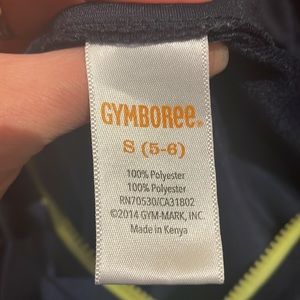 GYMBOREE.
S (5-6)
100% Polyester
100% Polyester
RN70530/CA31802
©2014 GYM-MARK, INC.
Made in Kenya